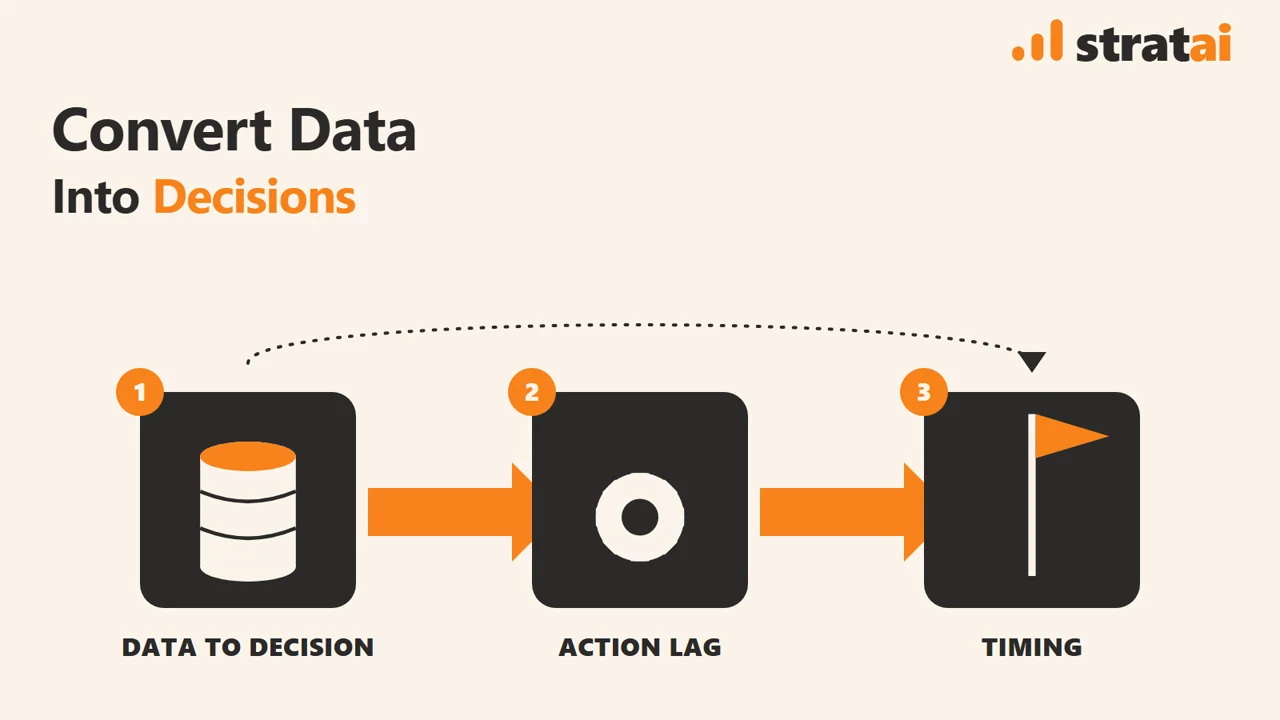 stratai
Convert Data
Into Decisions
1
2
3
DATA TO DECISION
ACTION LAG
TIMING